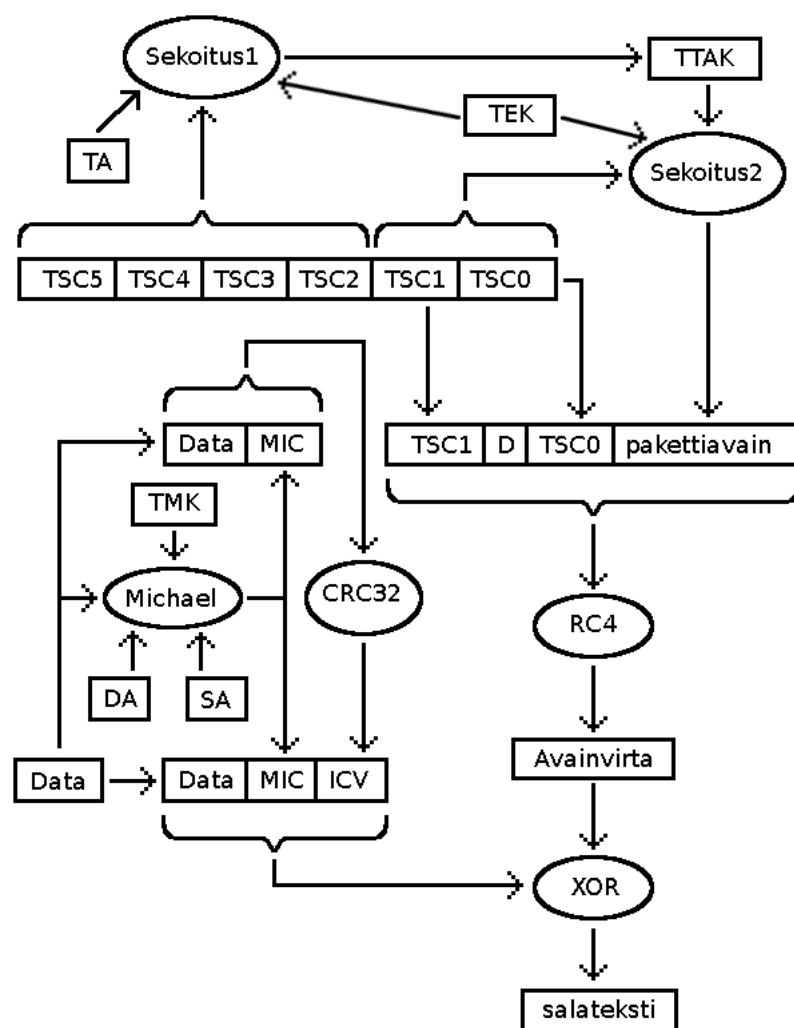 Sekoitus1
TTAK
TEK
TA
Sekoitus2
TSC5 TSC4 TSC3 TSC2 TSC1 TSC0
Data MIC
TSC1 D TSC0 pakettiavain
TMK
Michael
CRC32
RC4
DA
SA
Data
Data MIC ICV
Avainvirta
XOR
salateksti